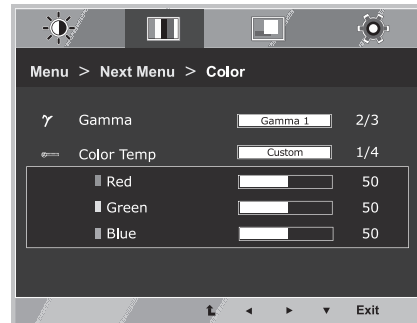 Menu > Next Menu > Color
γ Gamma Gamma 1 2/3
Color Temp Custom 1/4
Red 50
Green 50
Blue 50
Exit